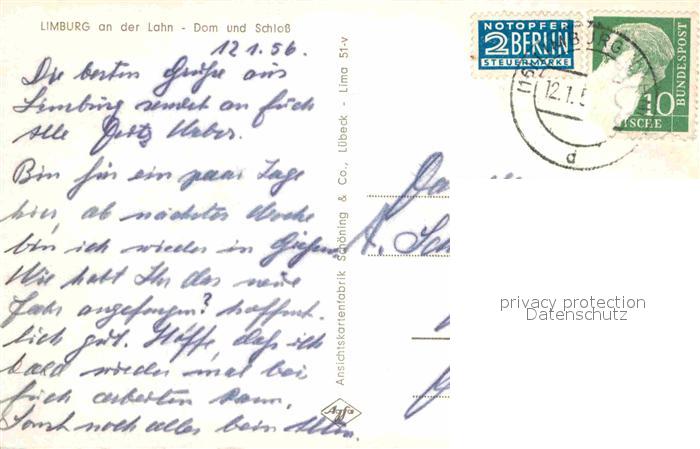 LIMBURG an der Lahn - Dom und Schloß
12.1.56.
Die besten Grüße aus
Limburg sendet an Euch
alle Fritz Weber.
Bin für ein paar Tage
hier, ab nächster Woche
bin ich wieder in Gießen.
Wie habt Ihr das neue
Jahr angefangen? hoffent-
lich gut. Hoffe, daß ich
bald wieder mal bei
Euch arbeiten kann.
Sonst noch alles beim Alten.
Ansichtskartenfabrik Schöning & Co., Lübeck - Lima 51-v
Agfa
NOTOPFER
2 BERLIN
STEUERMARKE
12.1.5
d
10
BUNDESPOST
A. Sch
privacy protection
Datenschutz